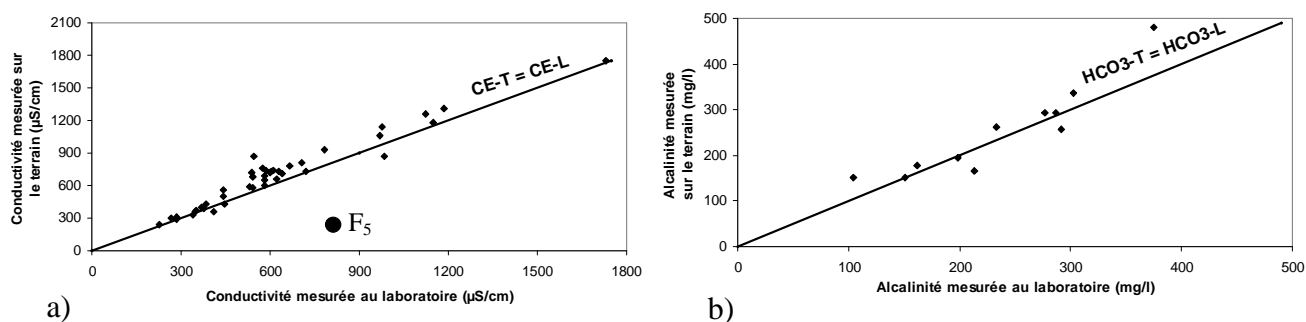 Conductivité mesurée sur
le terrain (µS/cm)
2100
1800
1500
1200
900
600
300
0
CE-T = CE-L
F5
0
300
600
900
1200
1500
1800
Conductivité mesurée au laboratoire (µS/cm)
a)
Alcalinité mesurée
sur le terrain (mg/l)
500
400
300
200
100
0
HCO3-T = HCO3-L
0
100
200
300
400
500
Alcalinité mesurée au laboratoire (mg/l)
b)